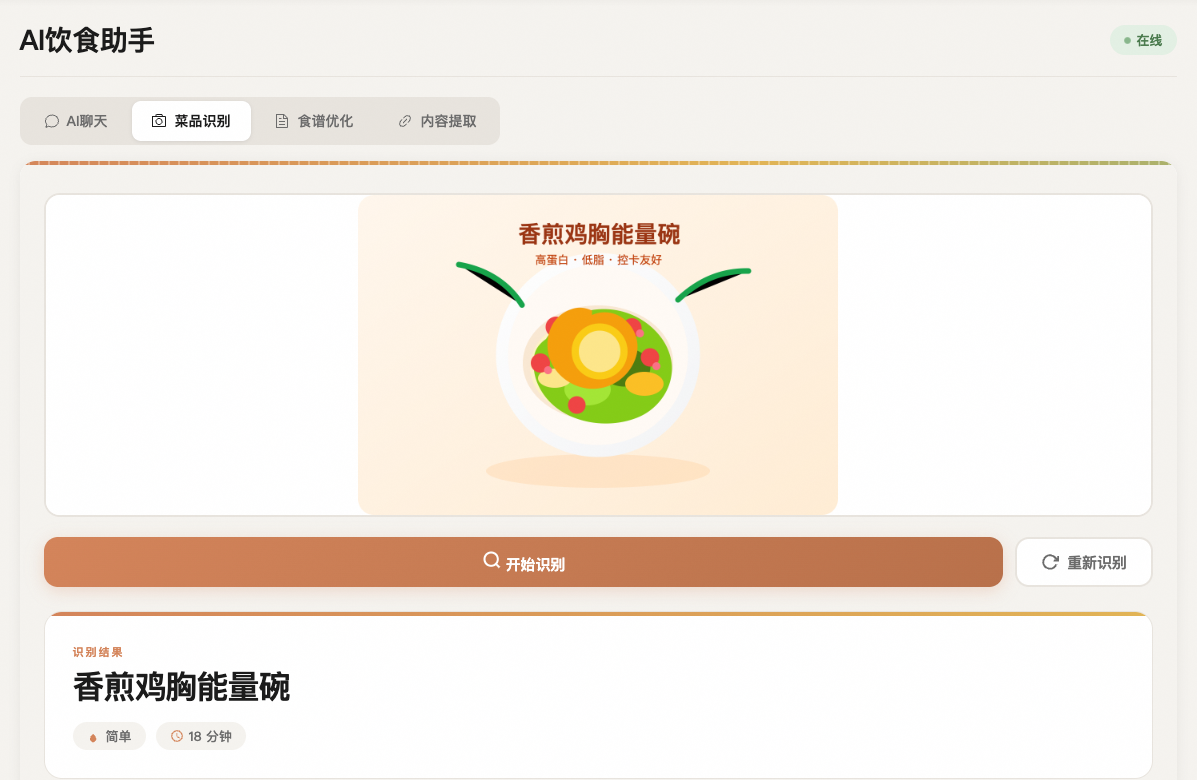 AI饮食助手
在线
AI聊天
菜品识别
食谱优化
内容提取
香煎鸡胸能量碗
高蛋白 · 低脂 · 控卡友好
开始识别
重新识别
识别结果
香煎鸡胸能量碗
简单
18 分钟